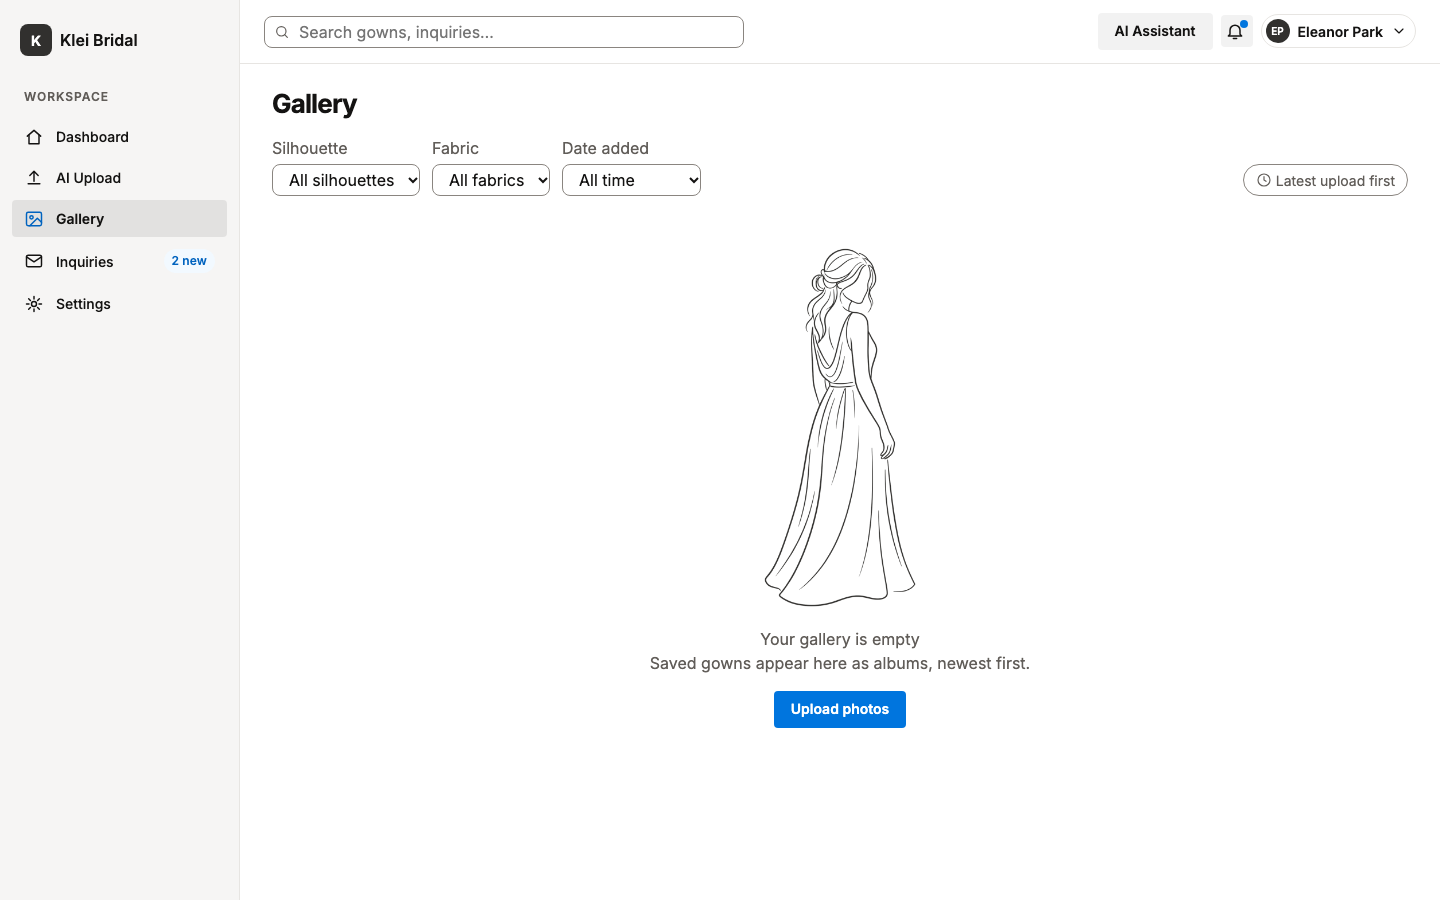 K
Klei Bridal
Search gowns, inquiries...
AI Assistant
EP
Eleanor Park
WORKSPACE
Dashboard
AI Upload
Gallery
Inquiries
2 new
Settings
Gallery
Silhouette
Fabric
Date added
All silhouettes
All fabrics
All time
Latest upload first
Your gallery is empty
Saved gowns appear here as albums, newest first.
Upload photos